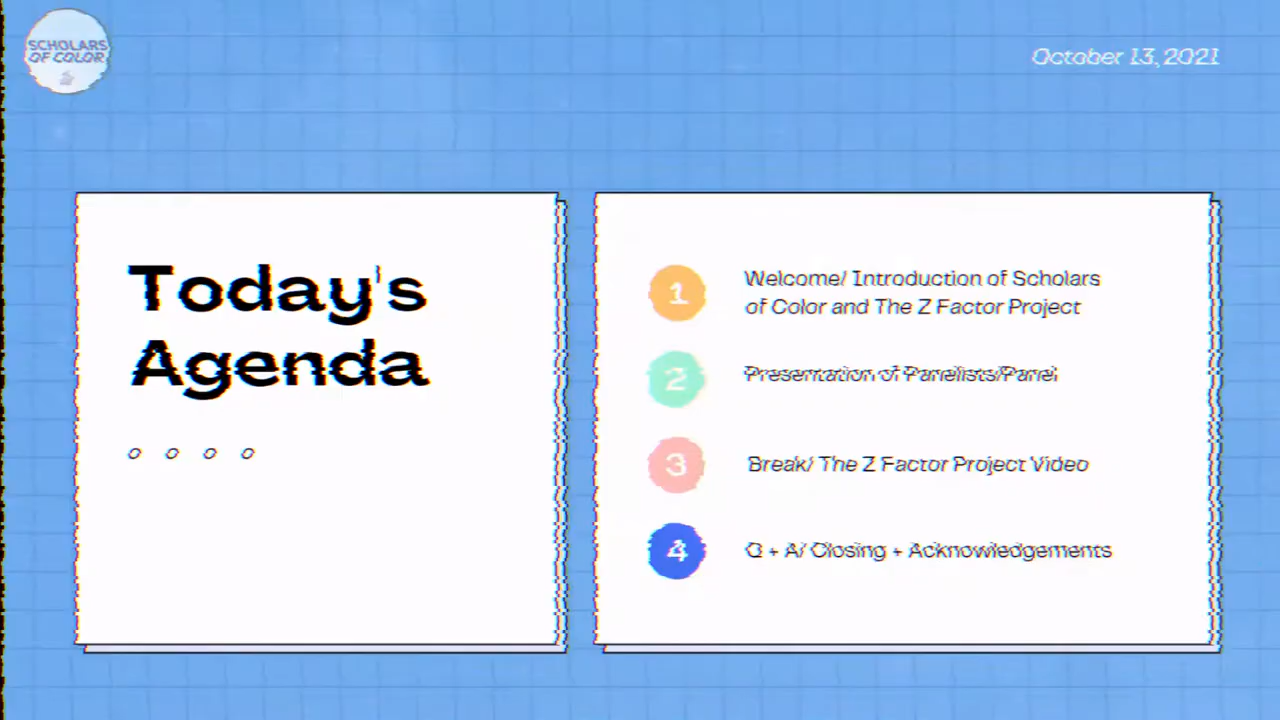 SCHOLARS
OF COLOR
October 13, 2021
Today's
Agenda
1
Welcome/ Introduction of Scholars
of Color and The Z Factor Project
2
Presentation of Panelists/Panel
3
Break/ The Z Factor Project Video
4
Q + A/ Closing + Acknowledgements